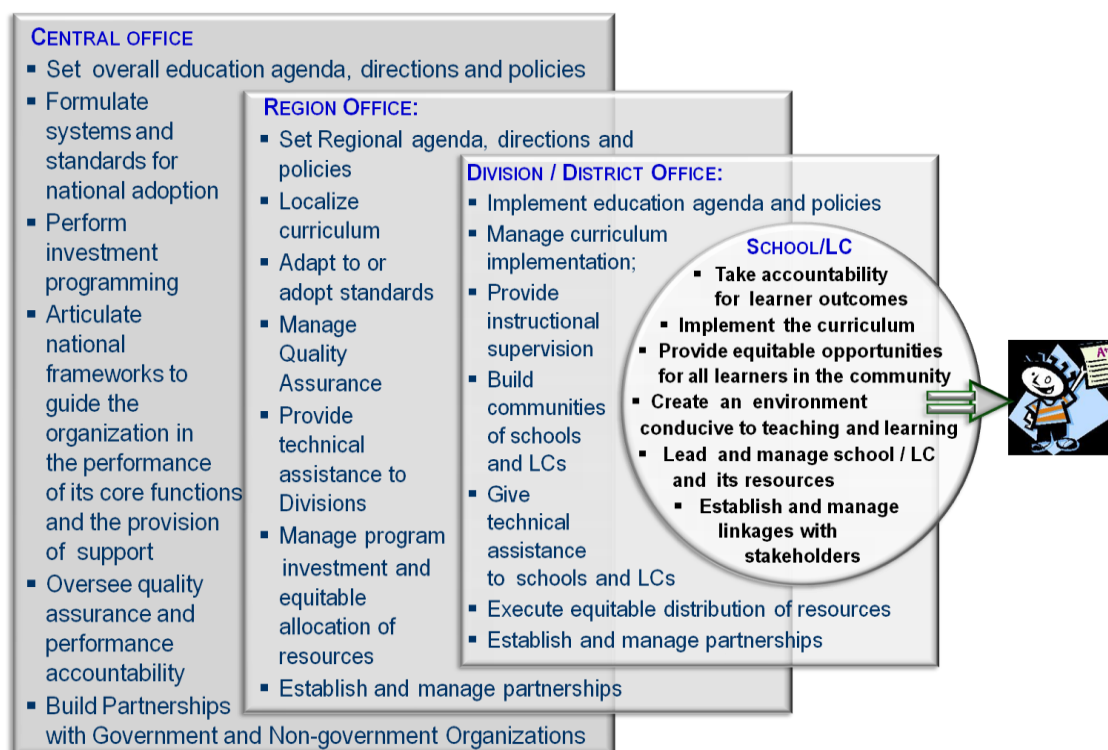 CENTRAL OFFICE
▪ Set overall education agenda, directions and policies
▪ Formulate
systems and
standards for
national adoption
▪ Perform
investment
programming
▪ Articulate
national
frameworks to
guide the
organization in
the performance
of its core functions
and the provision
of support
▪ Oversee quality
assurance and
performance
accountability
▪ Build Partnerships
with Government and Non-government Organizations
REGION OFFICE:
▪ Set Regional agenda, directions and
policies
▪ Localize
curriculum
▪ Adapt to or
adopt standards
▪ Manage
Quality
Assurance
▪ Provide
technical
assistance to
Divisions
▪ Manage program
investment and
equitable
allocation of
resources
▪ Establish and manage partnerships
DIVISION / DISTRICT OFFICE:
▪ Implement education agenda and policies
▪ Manage curriculum
implementation;
▪ Provide
instructional
supervision
▪ Build
communities
of schools
and LCs
▪ Give
technical
assistance
to schools and LCs
▪ Execute equitable distribution of resources
▪ Establish and manage partnerships
SCHOOL/LC
▪ Take accountability
for learner outcomes
▪ Implement the curriculum
▪ Provide equitable opportunities
for all learners in the community
▪ Create an environment
conducive to teaching and learning
▪ Lead and manage school / LC
and its resources
▪ Establish and manage
linkages with
stakeholders
A+